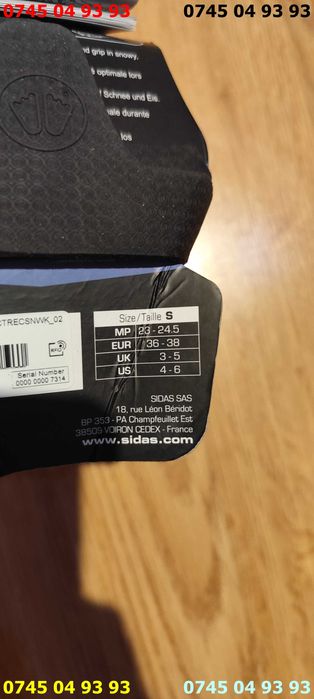 0745 04 93 93
0745 04 93 93
d grip in snowy,
optimale lors
Schnee und Eis.
male durante
los
CTRECSNWK_02
Serial Number
0000 0000 7314
Size/Taille S
MP 23 - 24.5
EUR 36 - 38
UK 3 - 5
US 4 - 6
SIDAS SAS
18, rue Léon Béridot
BP 353 - PA Champfeuillet Est
38509 VOIRON CEDEX - France
www.sidas.com
0745 04 93 93
0745 04 93 93